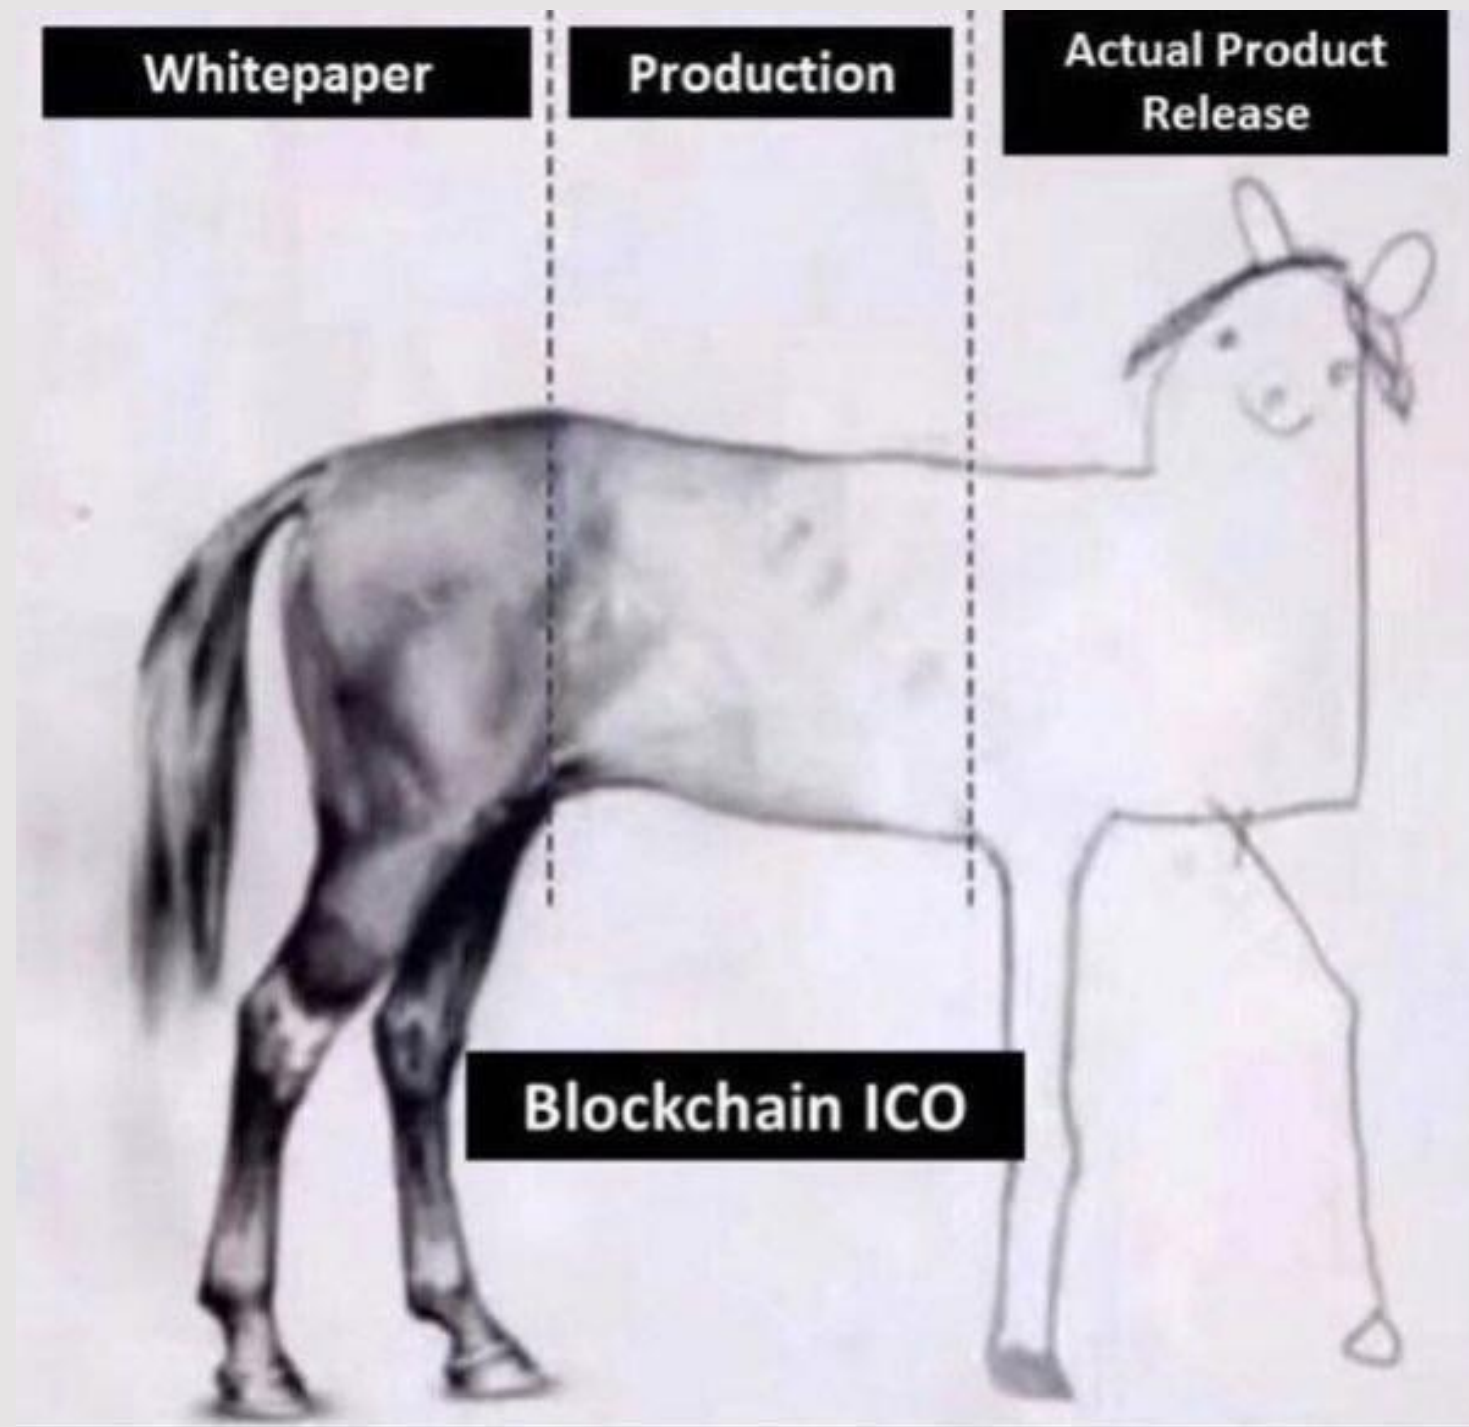 Whitepaper
Production
Actual Product
Release
Blockchain ICO